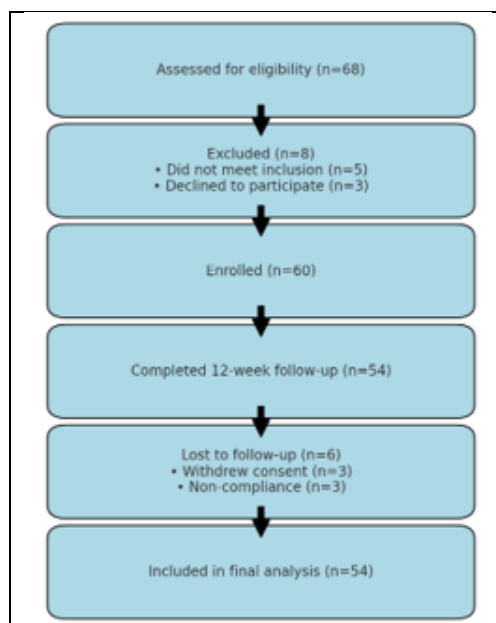 Assessed for eligibility (n=68)
Excluded (n=8)
• Did not meet inclusion (n=5)
• Declined to participate (n=3)
Enrolled (n=60)
Completed 12-week follow-up (n=54)
Lost to follow-up (n=6)
• Withdrew consent (n=3)
• Non-compliance (n=3)
Included in final analysis (n=54)